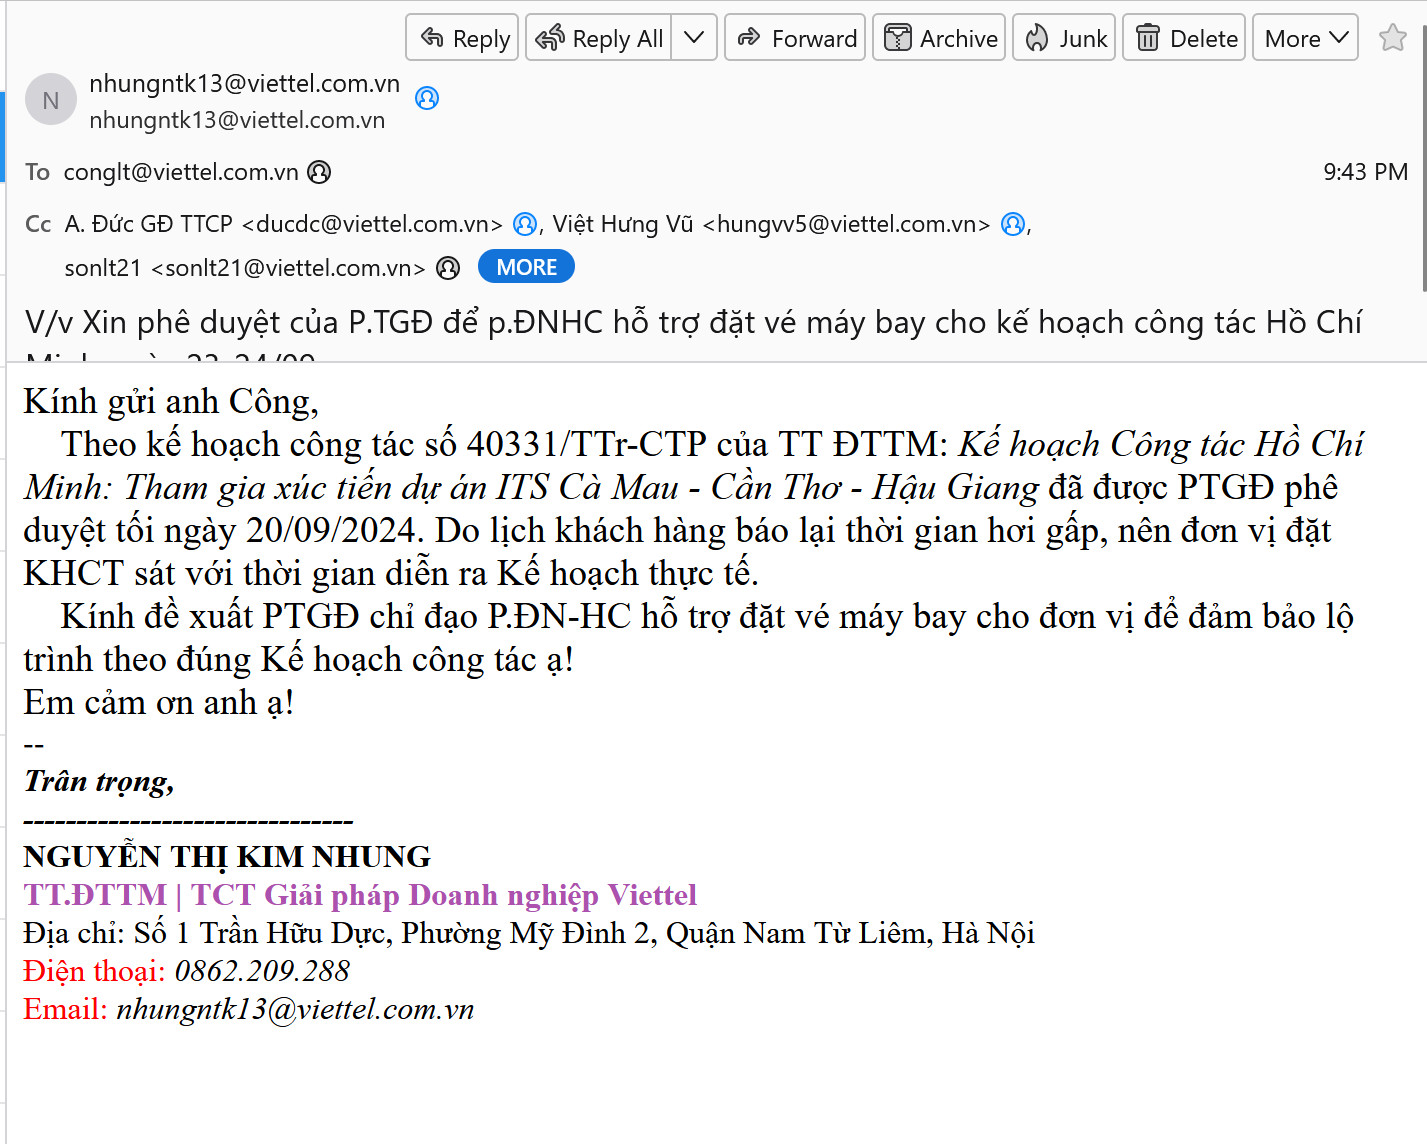 Reply
Reply All
Forward
Archive
Junk
Delete
More
N
nhungntk13@viettel.com.vn
nhungntk13@viettel.com.vn
To conglt@viettel.com.vn
9:43 PM
Cc A. Đức GĐ TTCP <ducdc@viettel.com.vn>, Việt Hưng Vũ <hungvv5@viettel.com.vn>,
sonlt21 <sonlt21@viettel.com.vn> MORE
V/v Xin phê duyệt của P.TGĐ để p.ĐNHC hỗ trợ đặt vé máy bay cho kế hoạch công tác Hồ Chí
Kính gửi anh Công,
Theo kế hoạch công tác số 40331/TTr-CTP của TT ĐTTM: Kế hoạch Công tác Hồ Chí
Minh: Tham gia xúc tiến dự án ITS Cà Mau - Cần Thơ - Hậu Giang đã được PTGĐ phê
duyệt tối ngày 20/09/2024. Do lịch khách hàng báo lại thời gian hơi gấp, nên đơn vị đặt
KHCT sát với thời gian diễn ra Kế hoạch thực tế.
Kính đề xuất PTGĐ chỉ đạo P.ĐN-HC hỗ trợ đặt vé máy bay cho đơn vị để đảm bảo lộ
trình theo đúng Kế hoạch công tác ạ!
Em cảm ơn anh ạ!
--
Trân trọng,
-------------------------------
NGUYỄN THỊ KIM NHUNG
TT.ĐTTM | TCT Giải pháp Doanh nghiệp Viettel
Địa chỉ: Số 1 Trần Hữu Dực, Phường Mỹ Đình 2, Quận Nam Từ Liêm, Hà Nội
Điện thoại: 0862.209.288
Email: nhungntk13@viettel.com.vn